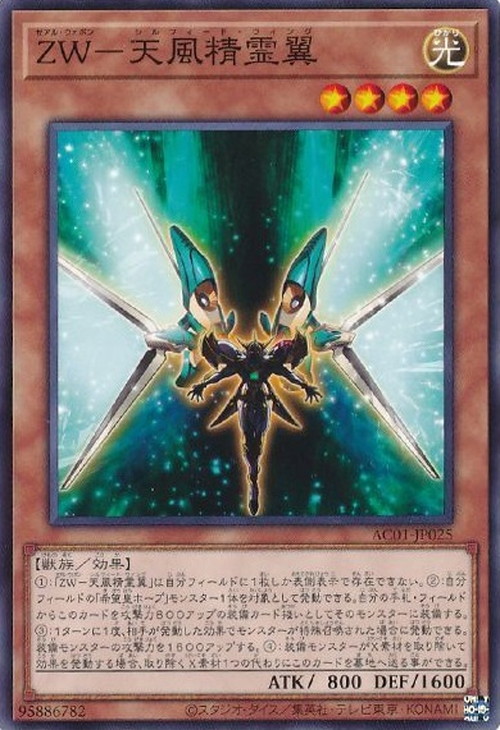 ゼアル・ウェポン シルフィード・ウィング
ZW－天風精霊翼
ひかり
光
AC01-JP025
【獣族／効果】
①：「ZW－天風精霊翼」は自分フィールドに1枚しか表側表示で存在できない。②：自分
フィールドの「希望皇ホープ」モンスター1体を対象として発動できる。自分の手札・フィールド
からこのカードを攻撃力800アップの装備カード扱いとしてそのモンスターに装備する。
③：1ターンに1度、相手が発動した効果でモンスターが特殊召喚された場合に発動できる。
装備モンスターの攻撃力を1600アップする。④：装備モンスターがX素材を取り除いて
効果を発動する場合、取り除くX素材1つの代わりにこのカードを墓地へ送る事ができる。
ATK/ 800 DEF/1600
95886782 ©スタジオ・ダイス／集英社・テレビ東京・KONAMI